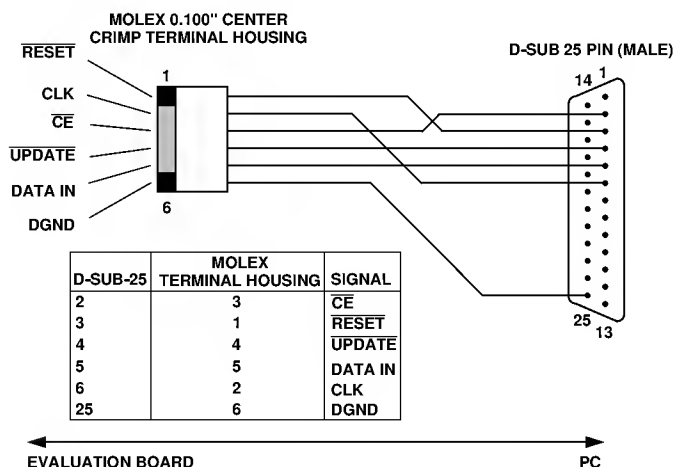 MOLEX 0.100" CENTER
CRIMP TERMINAL HOUSING
D-SUB 25 PIN (MALE)
RESET
CLK
CE
UPDATE
DATA IN
DGND
1
6
14 1
25
13
D-SUB-25 MOLEX TERMINAL HOUSING SIGNAL
2 3 CE
3 1 RESET
4 4 UPDATE
5 5 DATA IN
6 2 CLK
25 6 DGND
EVALUATION BOARD PC